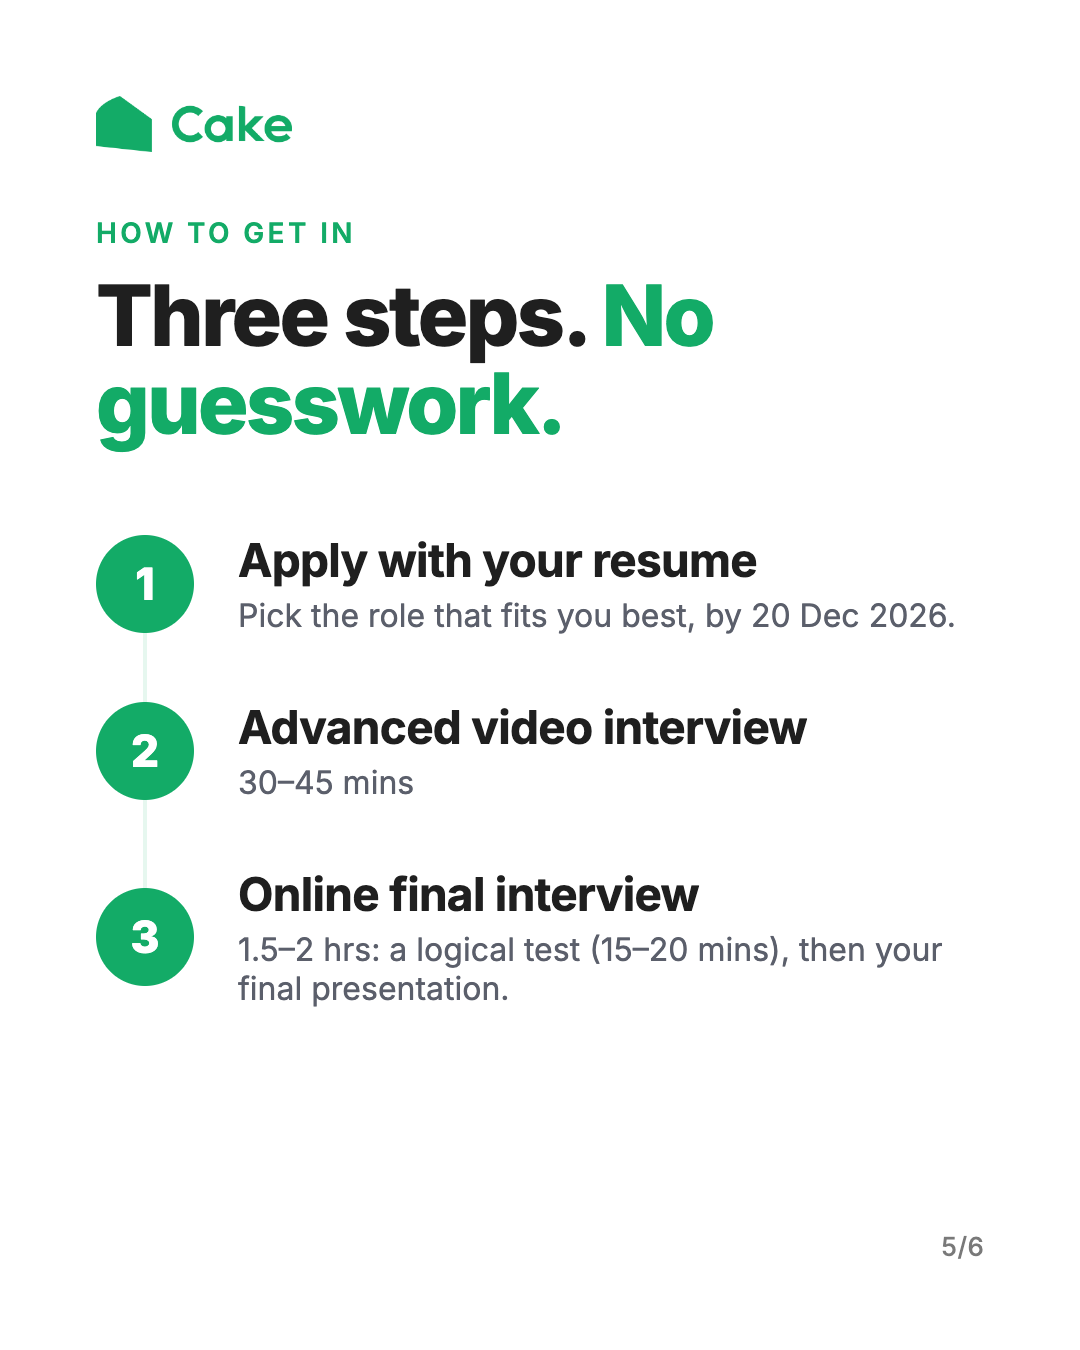 Cake
HOW TO GET IN
Three steps. No
guesswork.
1
Apply with your resume
Pick the role that fits you best, by 20 Dec 2026.
2
Advanced video interview
30–45 mins
3
Online final interview
1.5–2 hrs: a logical test (15–20 mins), then your
final presentation.
5/6